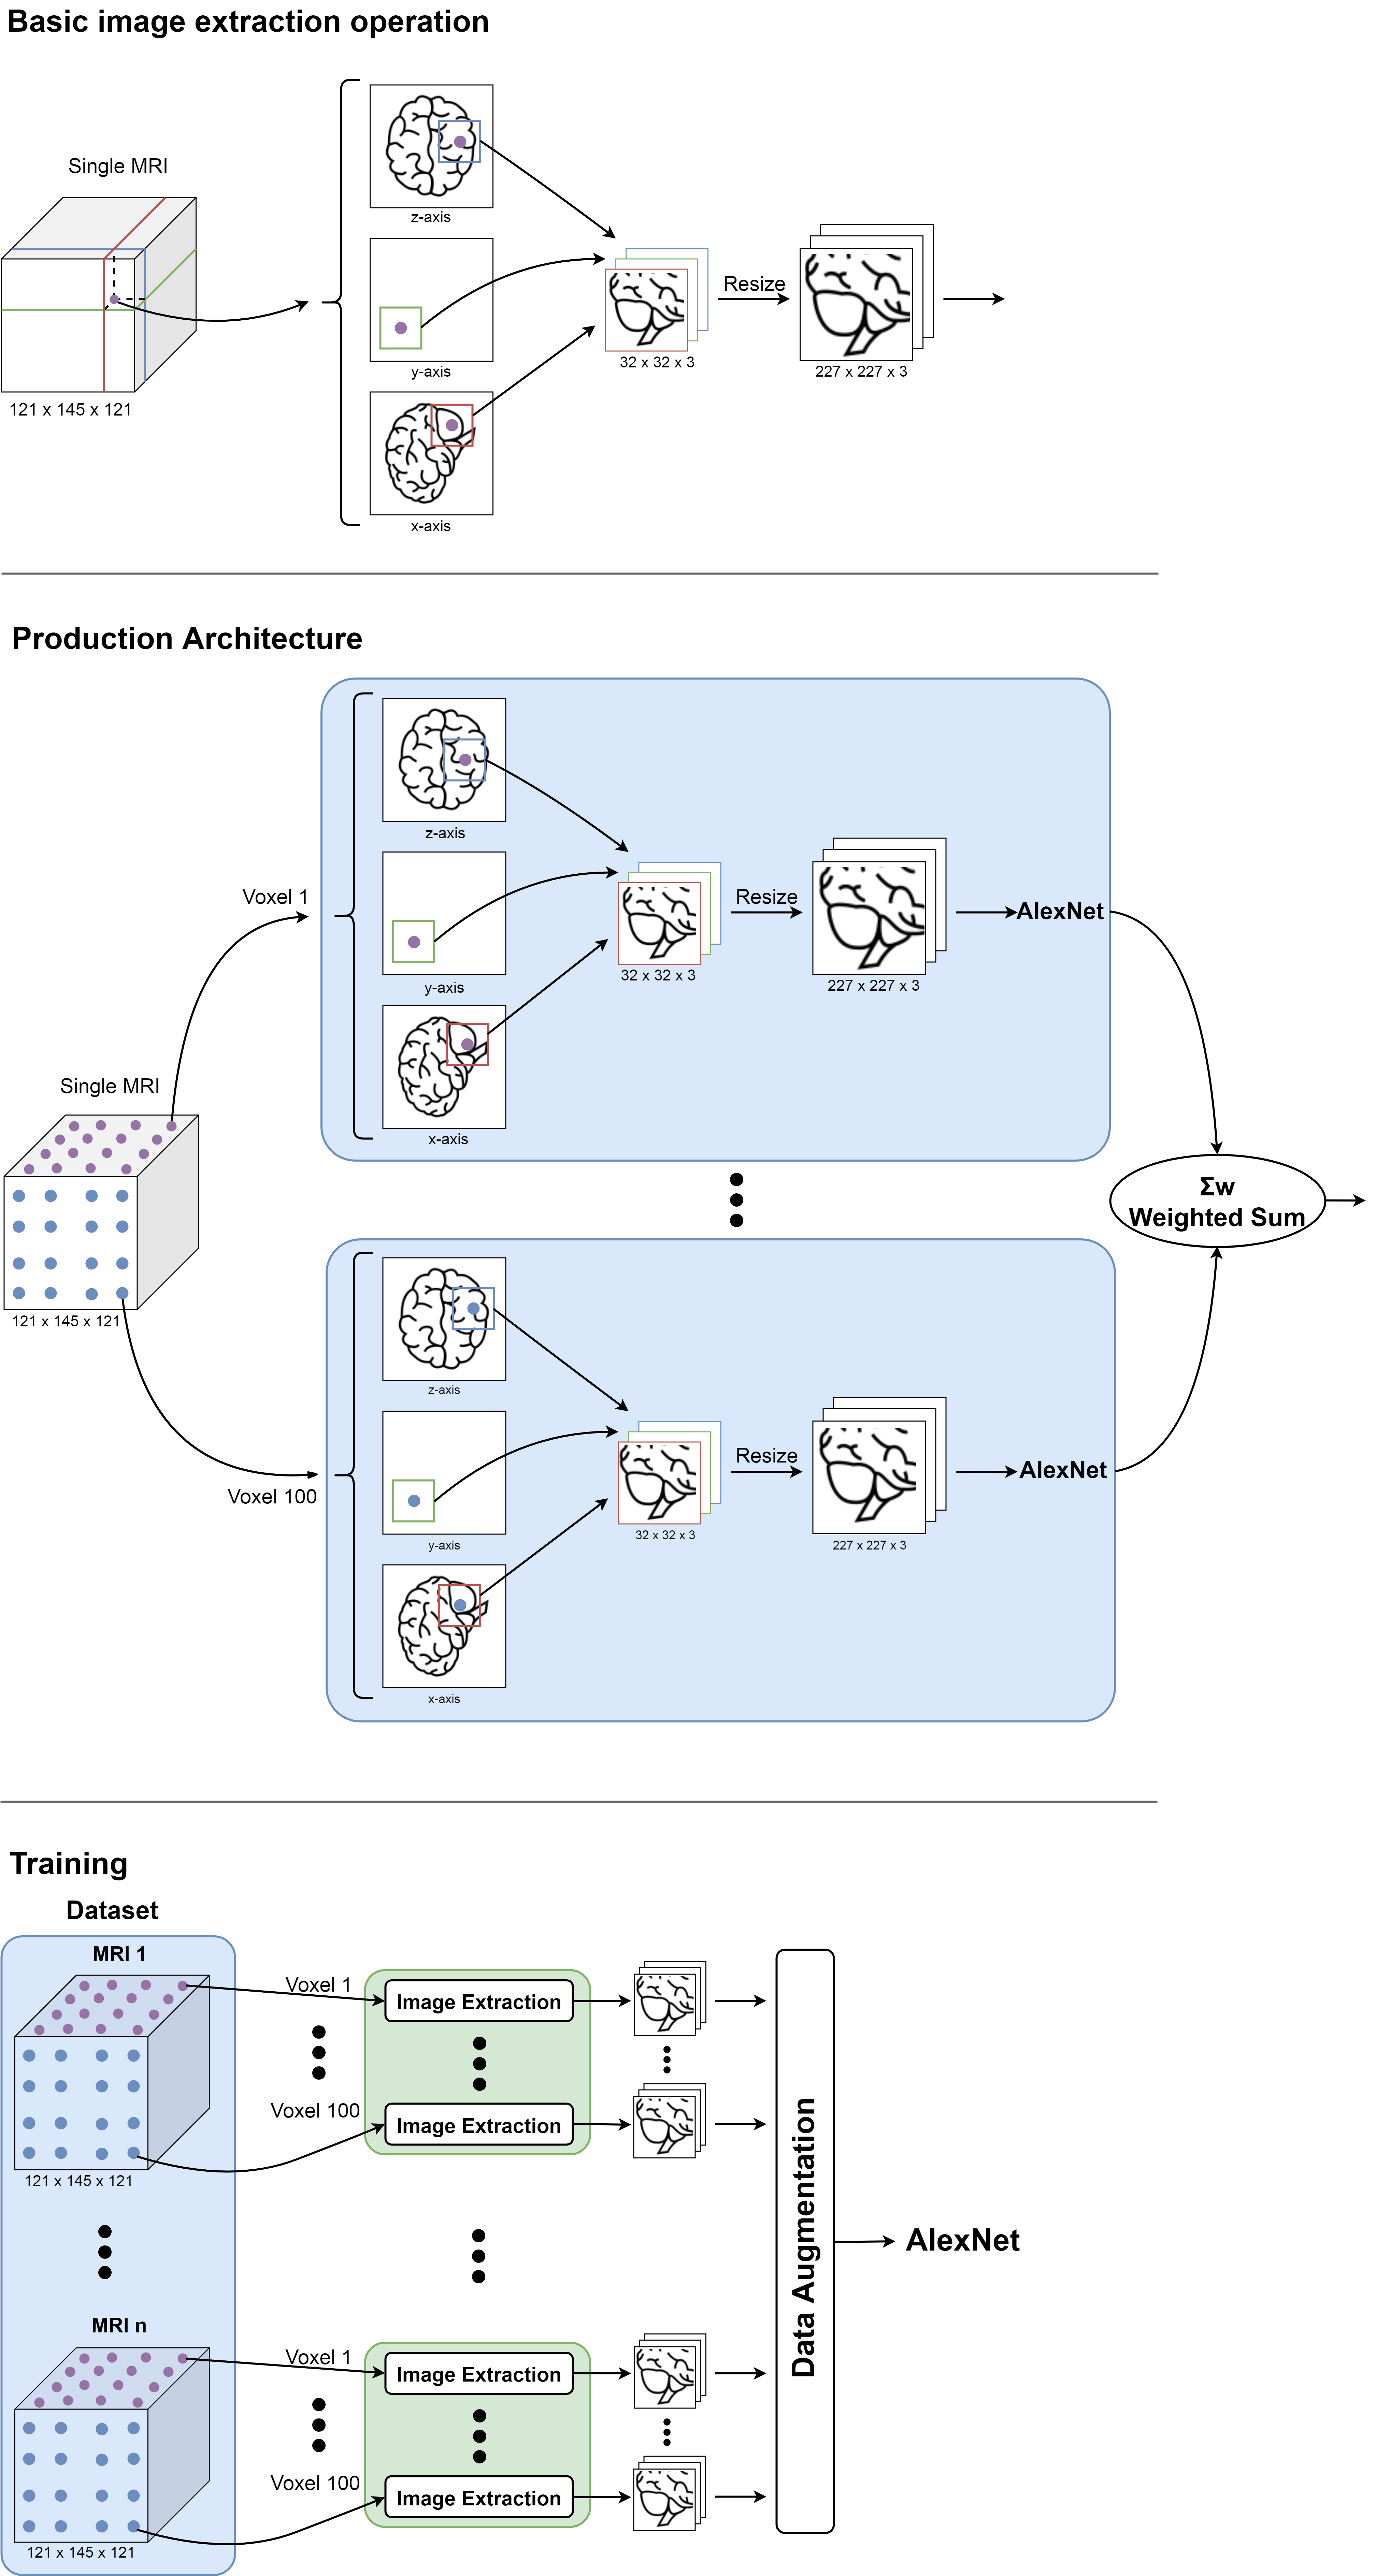 Basic image extraction operation
Single MRI
121 x 145 x 121
z-axis
y-axis
x-axis
32 x 32 x 3
Resize
227 x 227 x 3
Production Architecture
Single MRI
121 x 145 x 121
Voxel 1
z-axis
y-axis
x-axis
32 x 32 x 3
Resize
227 x 227 x 3
AlexNet
Voxel 100
z-axis
y-axis
x-axis
32 x 32 x 3
Resize
227 x 227 x 3
AlexNet
Σw
Weighted Sum
Training
Dataset
MRI 1
121 x 145 x 121
Voxel 1
Image Extraction
Voxel 100
Image Extraction
MRI n
121 x 145 x 121
Voxel 1
Image Extraction
Voxel 100
Image Extraction
Data Augmentation
AlexNet